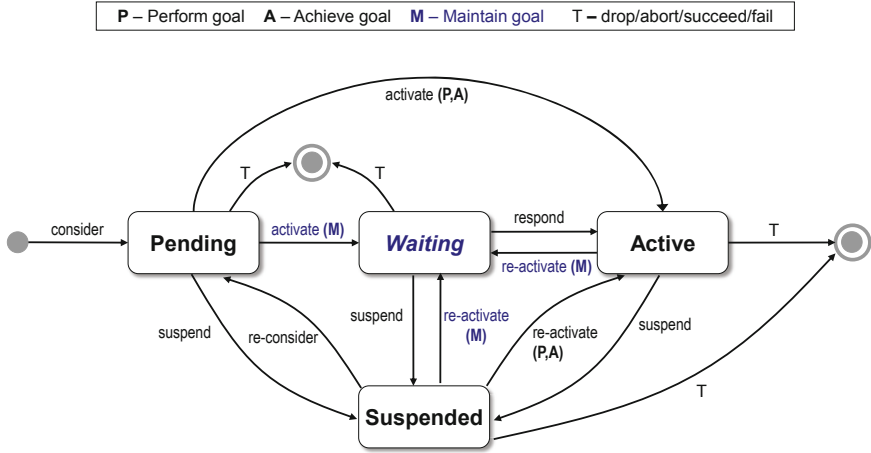 P – Perform goal A – Achieve goal M – Maintain goal T – drop/abort/succeed/fail
activate (P,A)
T
T
consider
Pending
activate (M)
Waiting
respond
re-activate (M)
Active
T
suspend
re-consider
suspend
re-activate
(M)
re-activate
(P,A)
suspend
T
Suspended